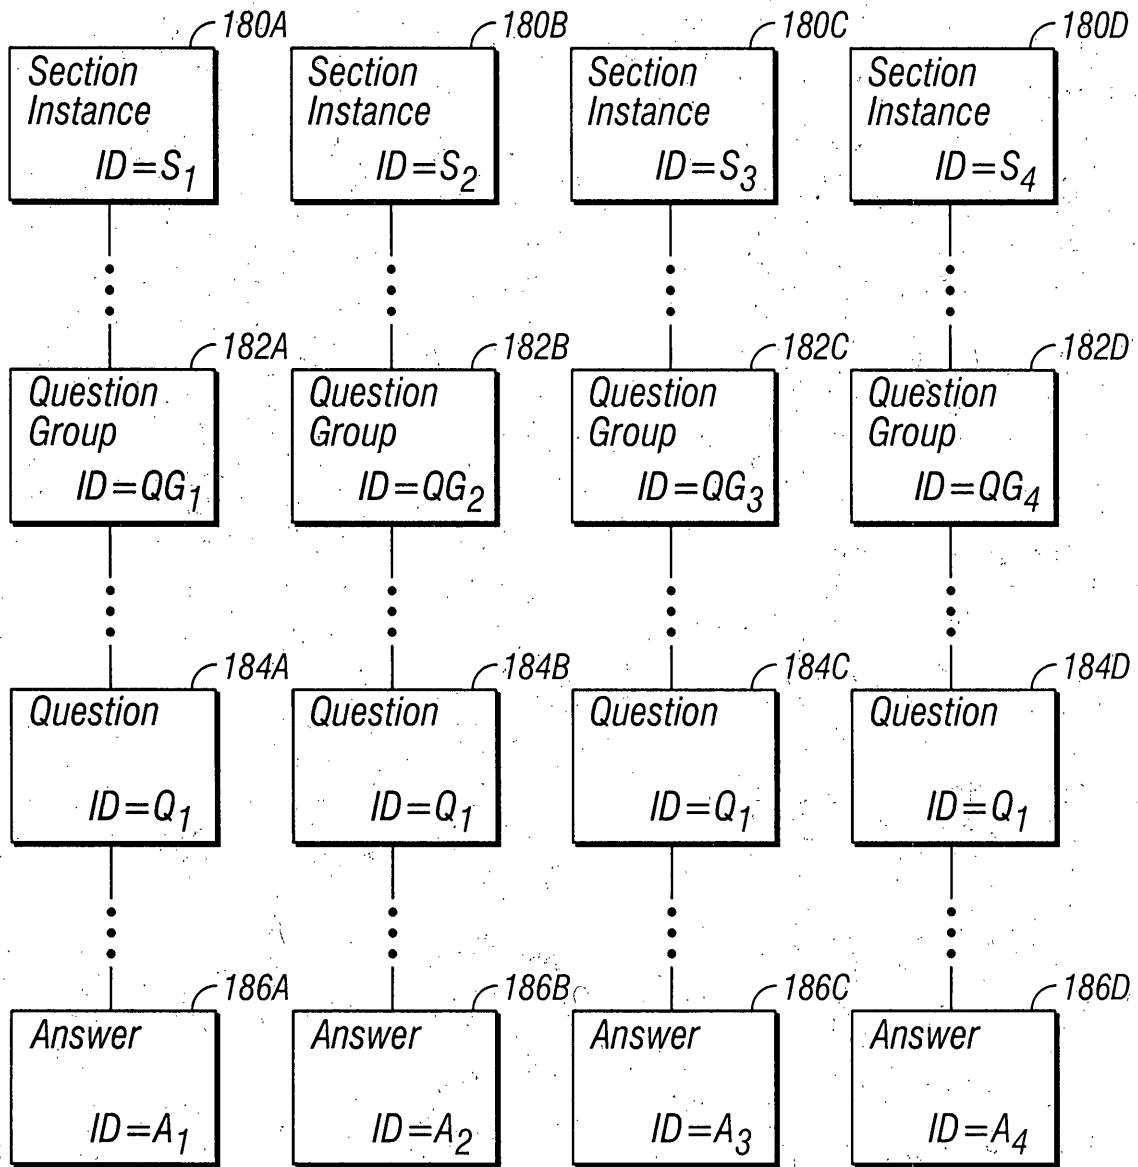 180A 180B 180C 180D
Section Section Section Section
Instance Instance Instance Instance
ID=S1 ID=S2 ID=S3 ID=S4
182A 182B 182C 182D
Question Question Question Question
Group Group Group Group
ID=QG1 ID=QG2 ID=QG3 ID=QG4
184A 184B 184C 184D
Question Question Question Question
ID=Q1 ID=Q1 ID=Q1 ID=Q1
186A 186B 186C 186D
Answer Answer Answer Answer
ID=A1 ID=A2 ID=A3 ID=A4